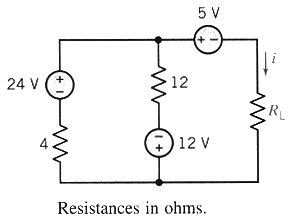 5 V
+ -
i
24 V
+
-
12
R_L
4
-
+
12 V
Resistances in ohms.